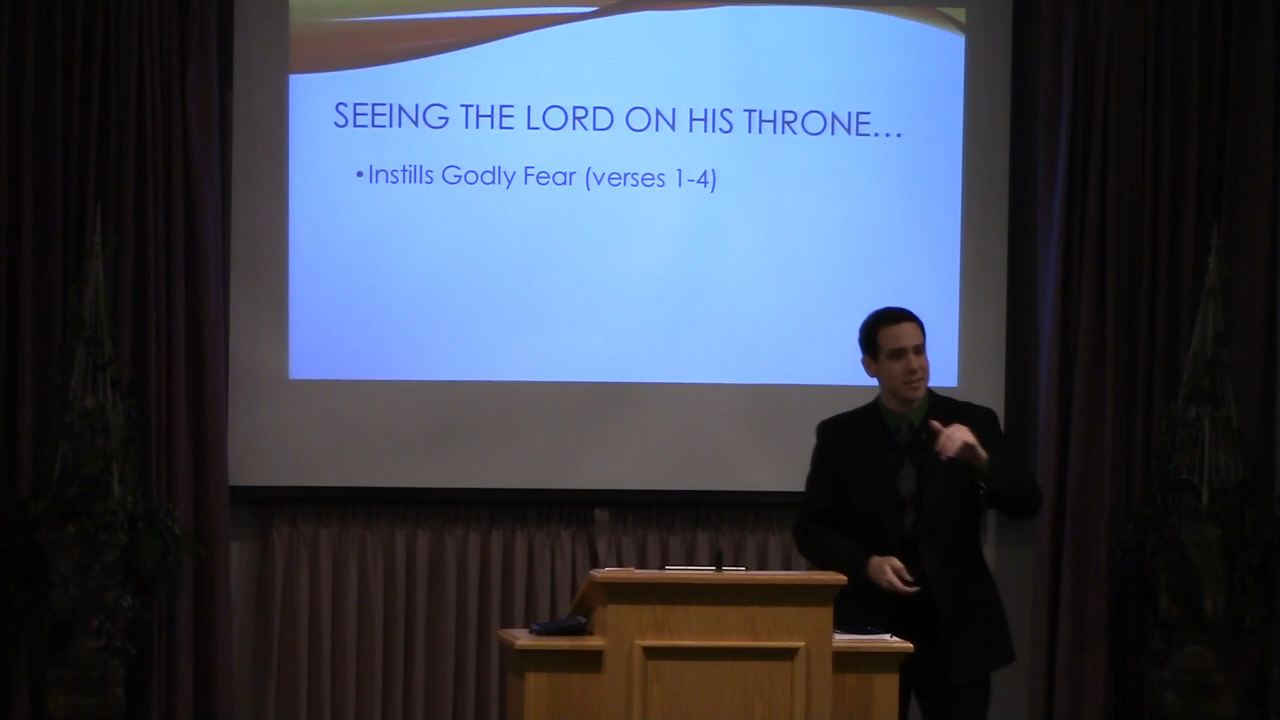 SEEING THE LORD ON HIS THRONE...
•Instills Godly Fear (verses 1-4)